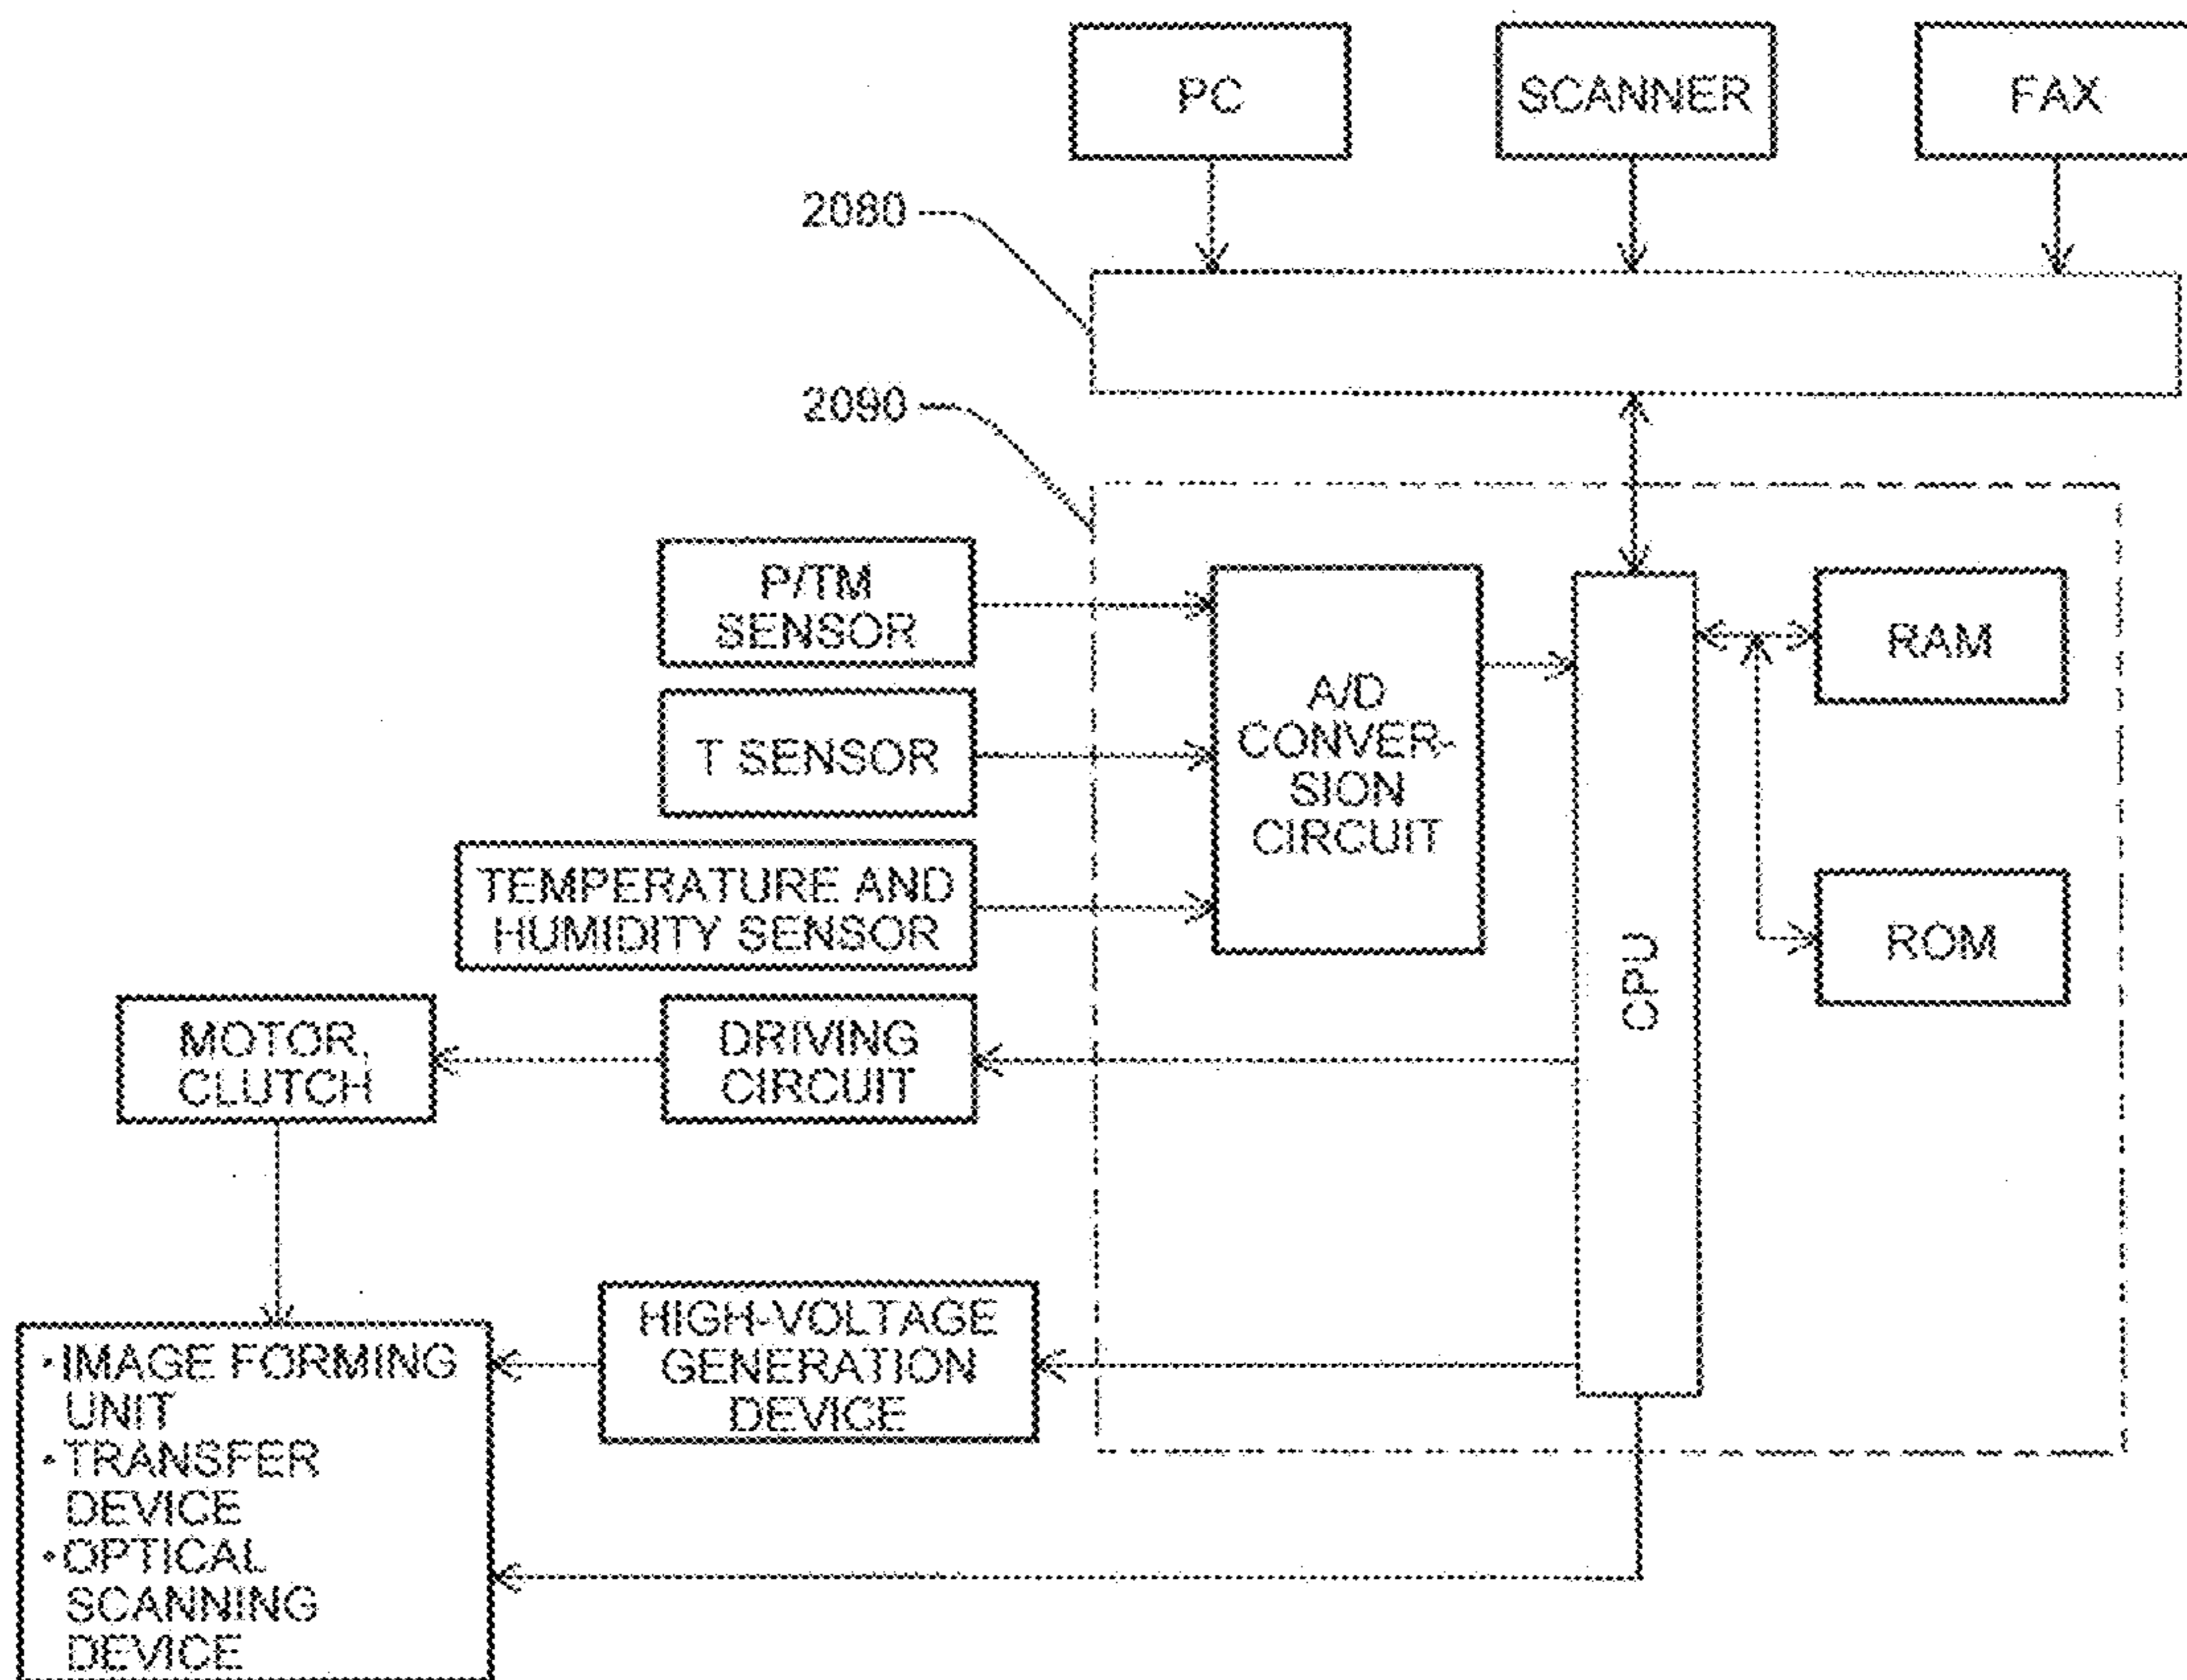 PC
SCANNER
FAX
2080
2090
P/TM
SENSOR
T SENSOR
TEMPERATURE AND
HUMIDITY SENSOR
A/D
CONVER-
SION
CIRCUIT
CPU
RAM
ROM
MOTOR,
CLUTCH
DRIVING
CIRCUIT
HIGH-VOLTAGE
GENERATION
DEVICE
・IMAGE FORMING
UNIT
・TRANSFER
DEVICE
・OPTICAL
SCANNING
DEVICE